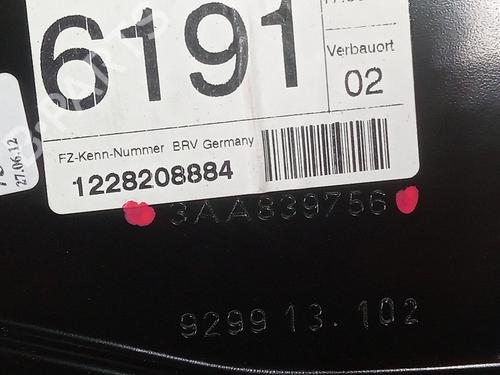 6191
Verbauort
02
FZ-Kenn-Nummer BRV Germany
1228208884
27.06.12
3AA839756
929913.102